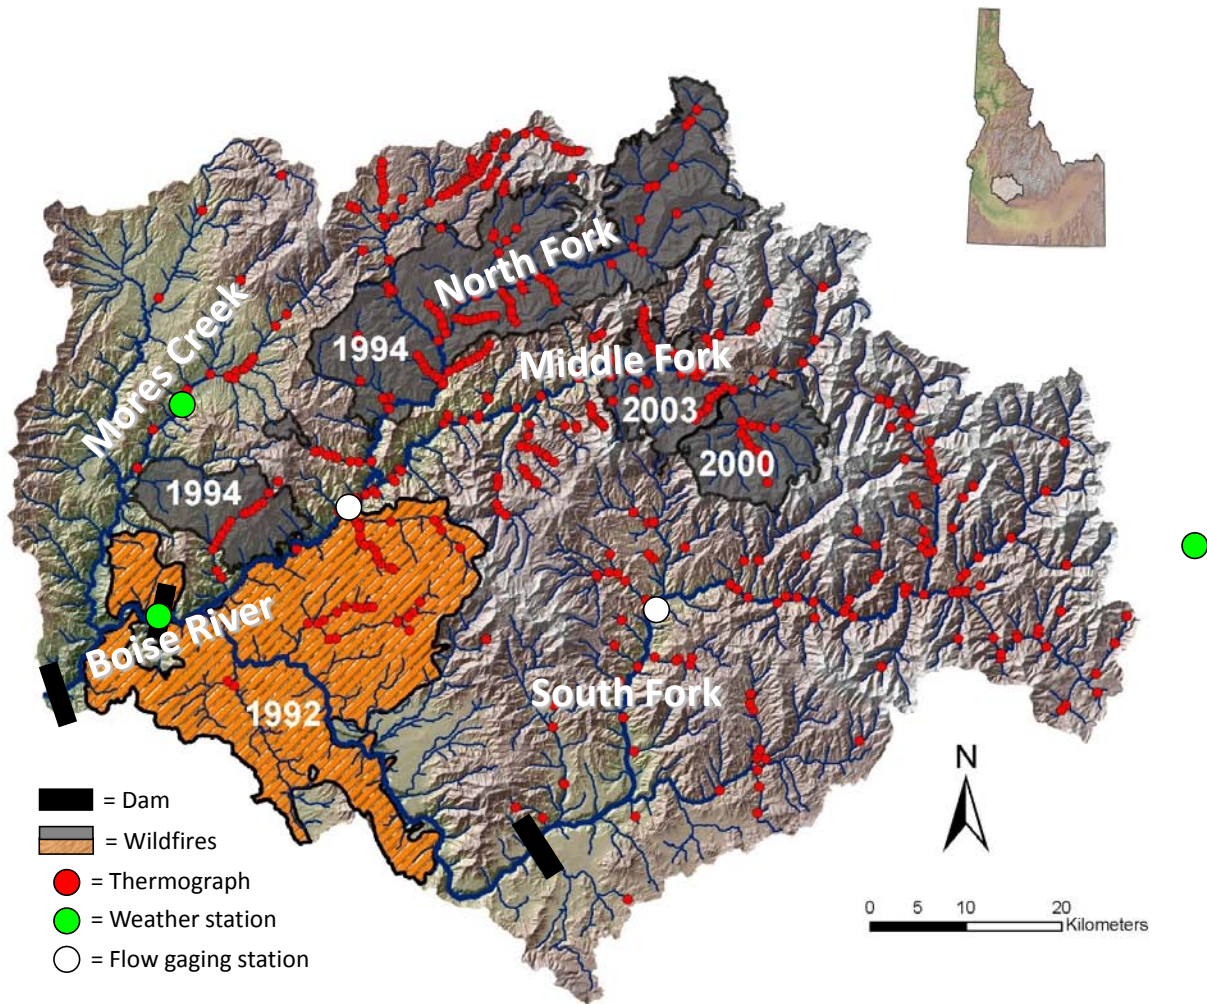 North Fork
Mores Creek
1994
Middle Fork
2003
2000
1994
Boise River
South Fork
1992
N
= Dam
= Wildfires
= Thermograph
= Weather station
= Flow gaging station
0 5 10 20
Kilometers